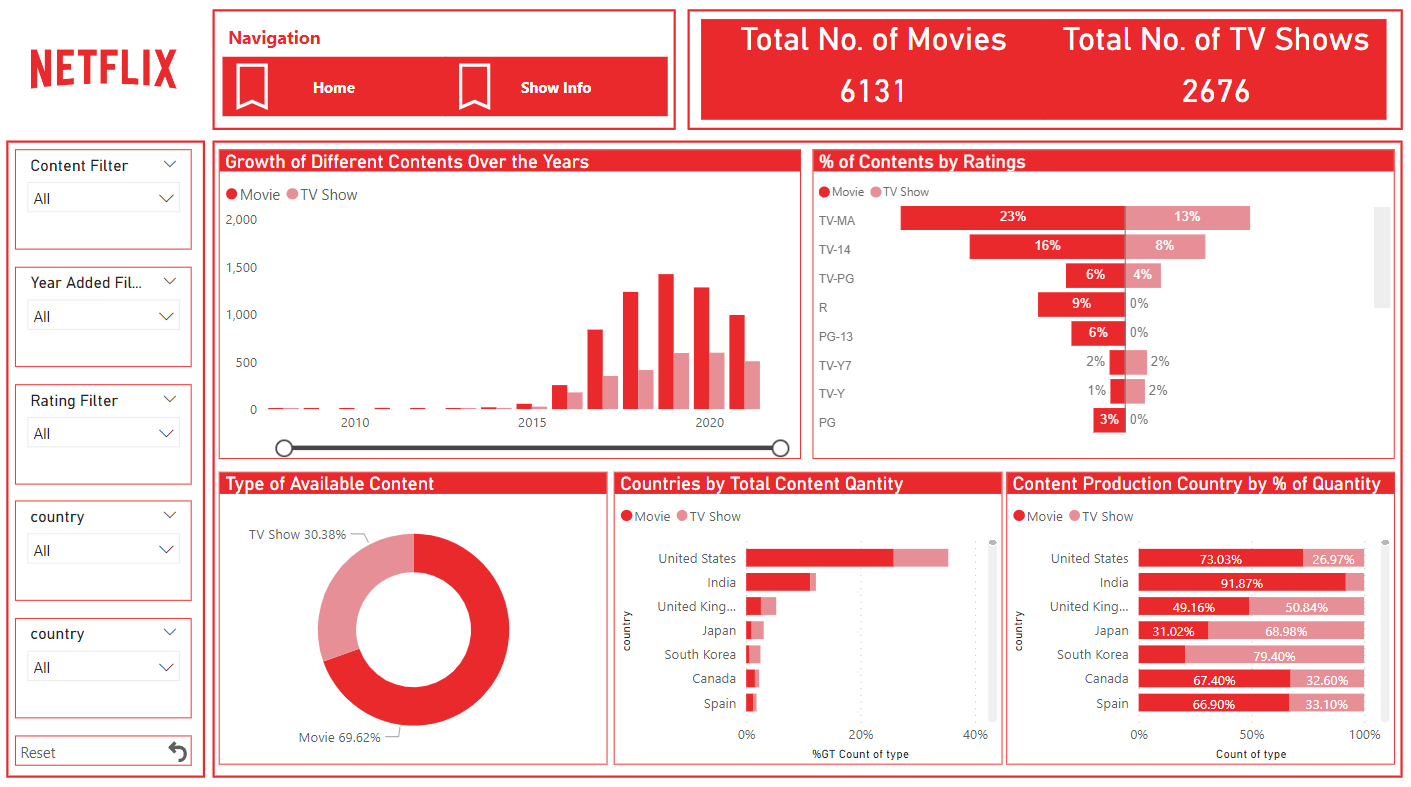 NETFLIX
Navigation
Home
Show Info
Total No. of Movies
6131
Total No. of TV Shows
2676
Content Filter
All
Year Added Fil...
All
Rating Filter
All
country
All
country
All
Reset
Growth of Different Contents Over the Years
Movie TV Show
2,000
1,500
1,000
500
0
2010 2015 2020
% of Contents by Ratings
Movie TV Show
TV-MA 23% 13%
TV-14 16% 8%
TV-PG 6% 4%
R 9% 0%
PG-13 6% 0%
TV-Y7 2% 2%
TV-Y 1% 2%
PG 3% 0%
Type of Available Content
TV Show 30.38%
Movie 69.62%
Countries by Total Content Qantity
Movie TV Show
country
United States
India
United King...
Japan
South Korea
Canada
Spain
0% 20% 40%
%GT Count of type
Content Production Country by % of Quantity
Movie TV Show
country
United States 73.03% 26.97%
India 91.87%
United King... 49.16% 50.84%
Japan 31.02% 68.98%
South Korea 79.40%
Canada 67.40% 32.60%
Spain 66.90% 33.10%
0% 50% 100%
Count of type